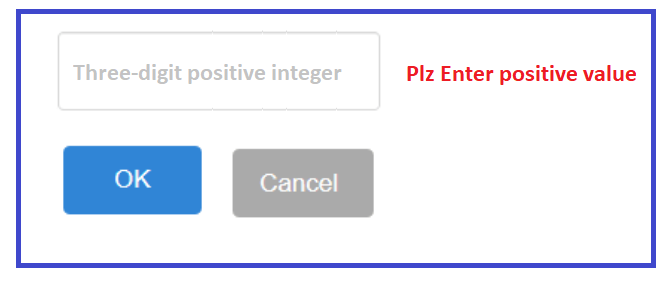 Three-digit positive integer
Plz Enter positive value
OK
Cancel